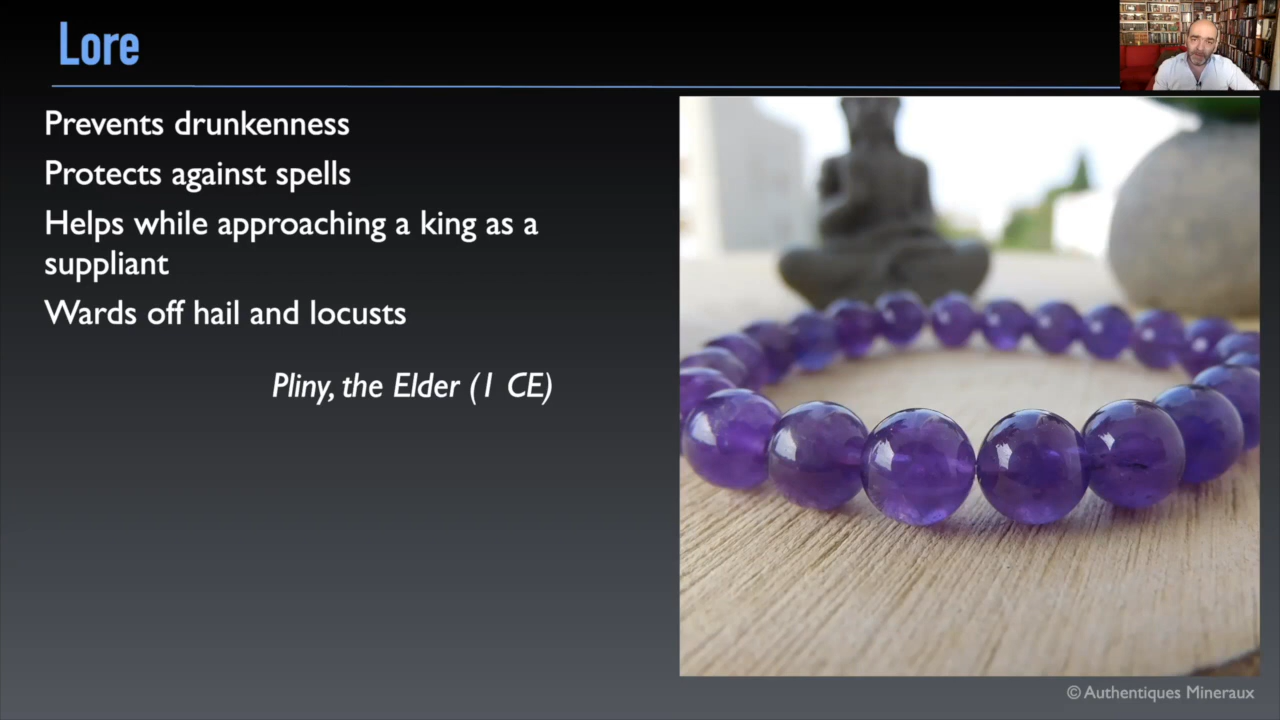 Lore
Prevents drunkenness
Protects against spells
Helps while approaching a king as a
suppliant
Wards off hail and locusts
Pliny, the Elder (1 CE)
© Authentiques Mineraux